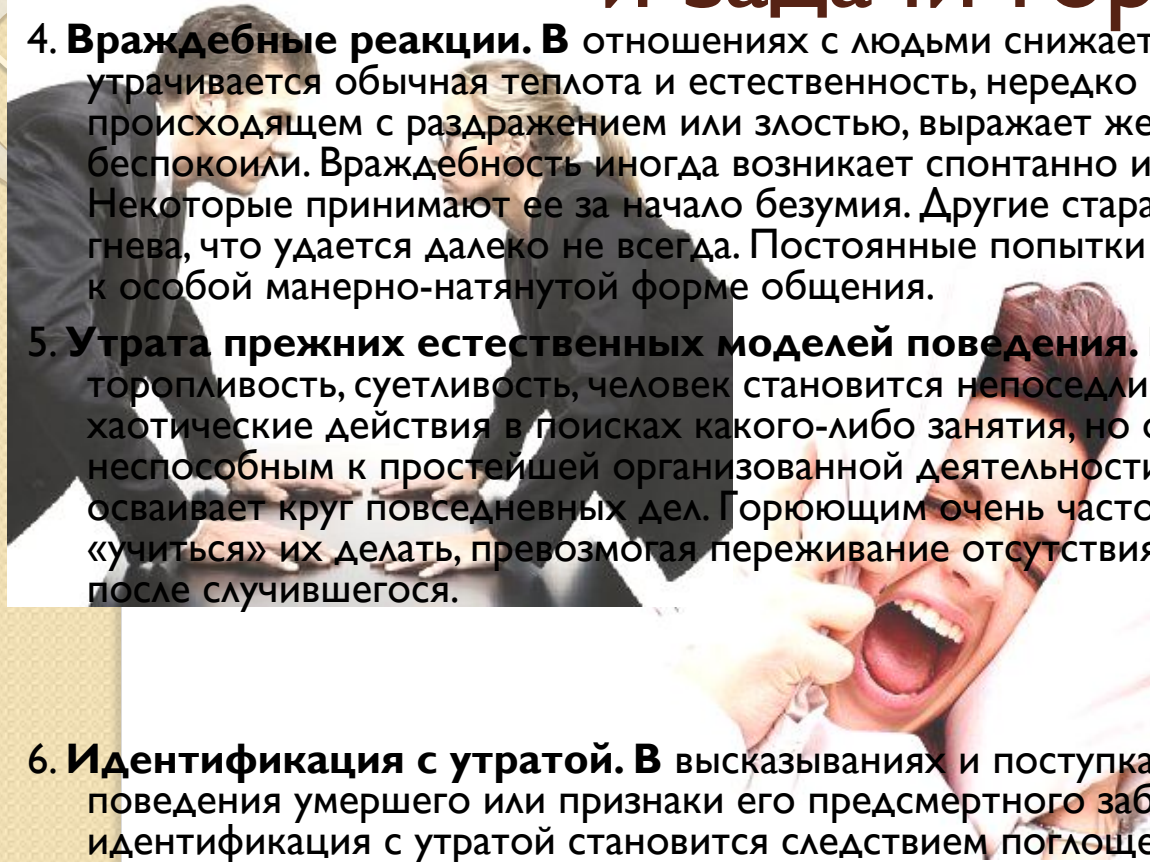 и задачи гор
4. Враждебные реакции. В отношениях с людьми снижает
утрачивается обычная теплота и естественность, нередко
происходящем с раздражением или злостью, выражает же
беспокоили. Враждебность иногда возникает спонтанно и
Некоторые принимают ее за начало безумия. Другие стара
гнева, что удается далеко не всегда. Постоянные попытки
к особой манерно-натянутой форме общения.
5. Утрата прежних естественных моделей поведения.
торопливость, суетливость, человек становится непоседли
хаотические действия в поисках какого-либо занятия, но о
неспособным к простейшей организованной деятельности
осваивает круг повседневных дел. Горюющим очень часто
«учиться» их делать, превозмогая переживание отсутствия
после случившегося.
6. Идентификация с утратой. В высказываниях и поступка
поведения умершего или признаки его предсмертного заб
идентификация с утратой становится следствием поглоще